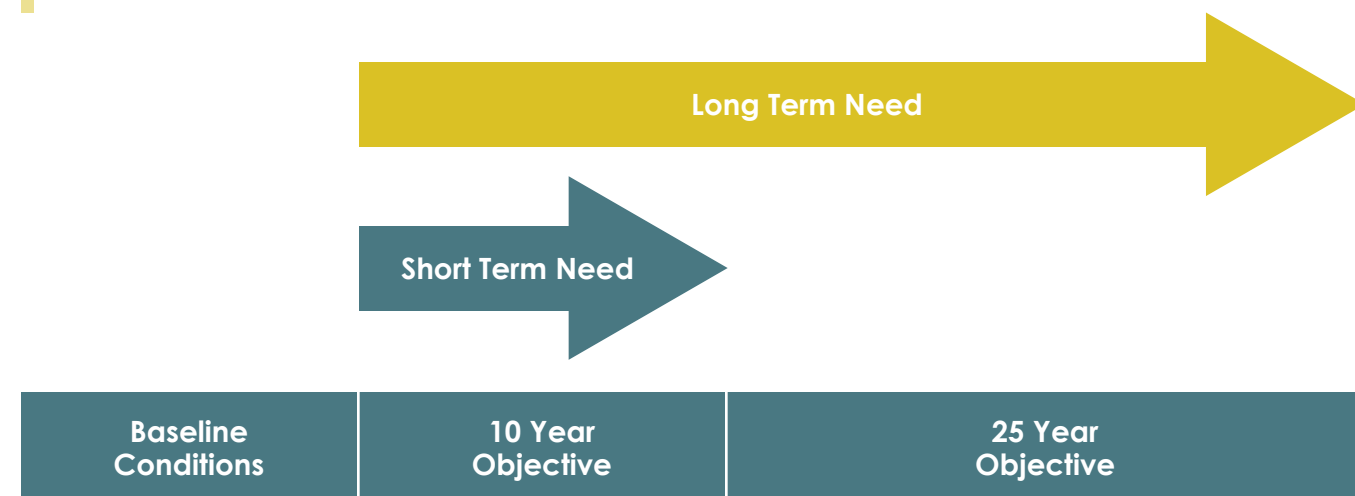 Long Term Need
Short Term Need
Baseline
Conditions
10 Year
Objective
25 Year
Objective